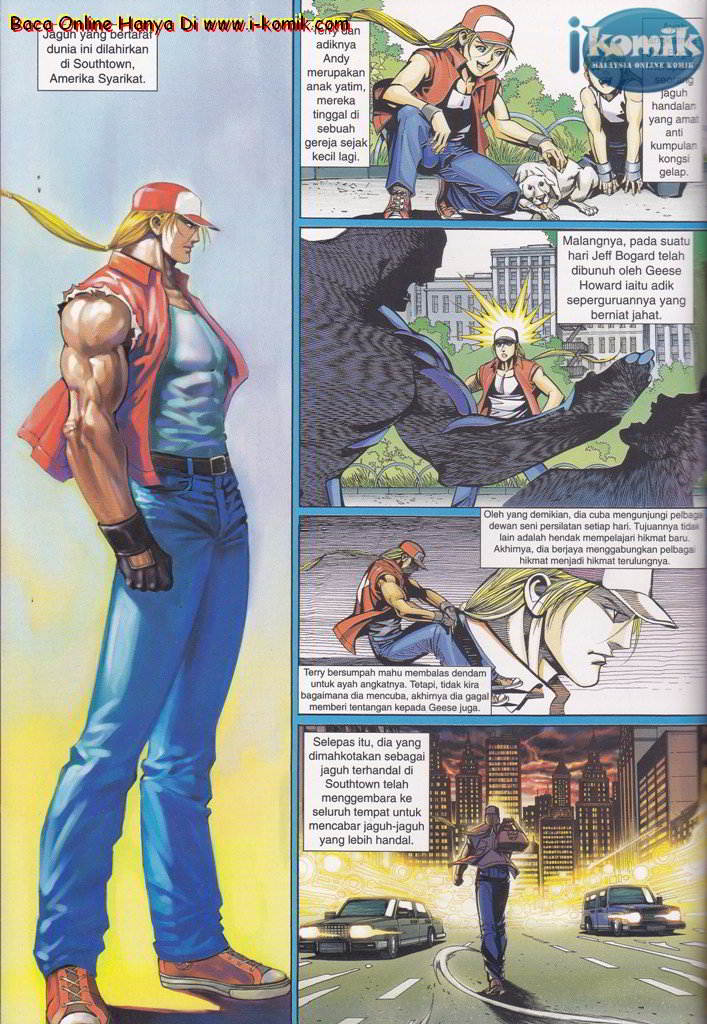 Baca Online Hanya Di www.i-komik.com
Jaguh yang bertaraf
dunia ini dilahirkan
di Southtown,
Amerika Syarikat.
Terry dan
adiknya
Andy
merupakan
anak yatim,
mereka
tinggal di
sebuah
gereja sejak
kecil lagi.
ikomik
MALAYSIA ONLINE KOMIK
seorang
jaguh
handalan
yang amat
anti
kumpulan
kongsi
gelap.
Malangnya, pada suatu
hari Jeff Bogard telah
dibunuh oleh Geese
Howard iaitu adik
seperguruannya yang
berniat jahat.
Oleh yang demikian, dia cuba mengunjungi pelbagai
dewan seni persilatan setiap hari. Tujuannya tidak
lain adalah hendak mempelajari hikmat baru.
Akhirnya, dia berjaya menggabungkan pelbagai
hikmat menjadi hikmat terulungnya.
Terry bersumpah mahu membalas dendam
untuk ayah angkatnya. Tetapi, tidak kira
bagaimana dia mencuba, akhirnya dia gagal
memberi tentangan kepada Geese juga.
Selepas itu, dia yang
dimahkotakan sebagai
jaguh terhandal di
Southtown telah
menggembara ke
seluruh tempat untuk
mencabar jaguh-jaguh
yang lebih handal.